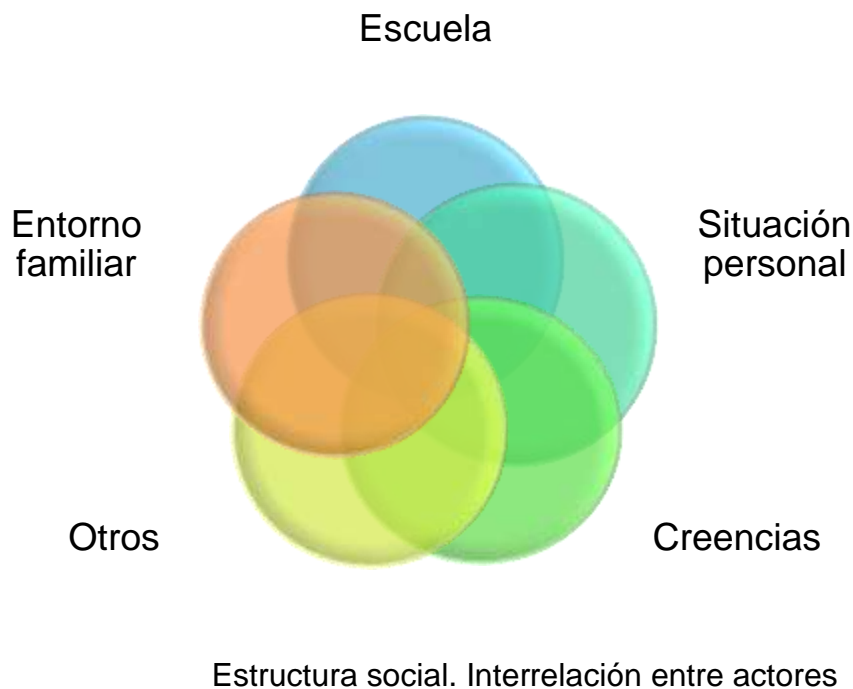 Escuela
Entorno
familiar
Situación
personal
Otros
Creencias
Estructura social. Interrelación entre actores